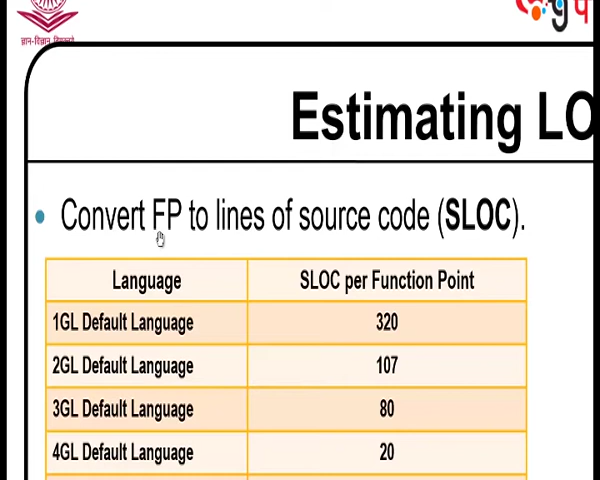 ज्ञान-विज्ञान विमुक्तये
Estimating LO
• Convert FP to lines of source code (SLOC).
Language SLOC per Function Point
1GL Default Language 320
2GL Default Language 107
3GL Default Language 80
4GL Default Language 20